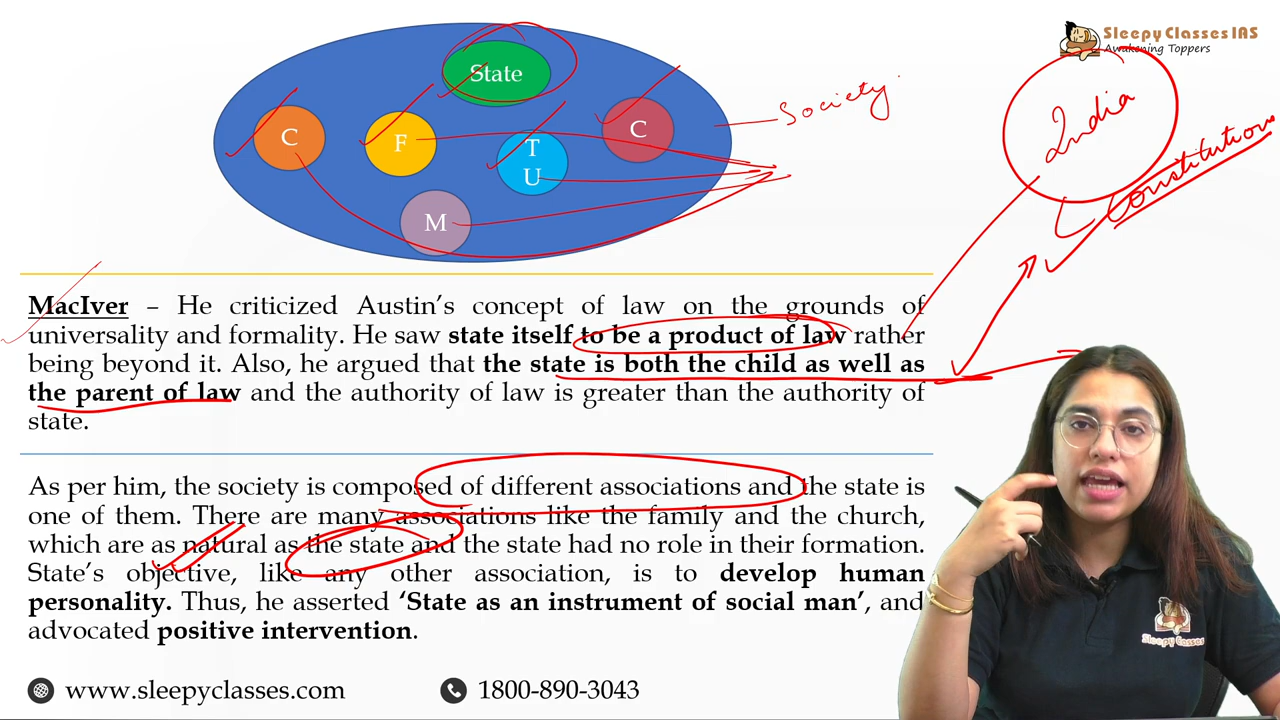 Sleepy Classes IAS
Awakening Toppers
State
C
F
T
U
C
M
Society
India
Constitution
MacIver – He criticized Austin’s concept of law on the grounds of
universality and formality. He saw state itself to be a product of law rather
being beyond it. Also, he argued that the state is both the child as well as
the parent of law and the authority of law is greater than the authority of
state.
As per him, the society is composed of different associations and the state is
one of them. There are many associations like the family and the church,
which are as natural as the state and the state had no role in their formation.
State’s objective, like any other association, is to develop human
personality. Thus, he asserted ‘State as an instrument of social man’, and
advocated positive intervention.
Sleepy Classes
www.sleepyclasses.com
1800-890-3043